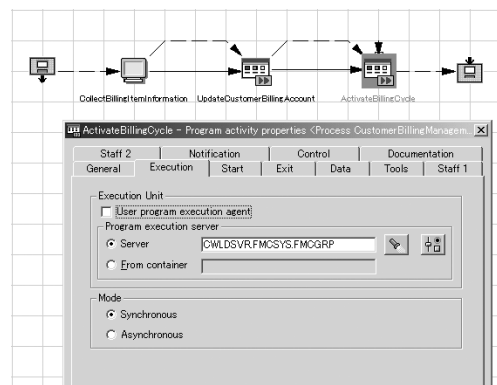 CollectBillingItemInformation UpdateCustomerBillingAccount ActivateBillingCycle
ActivateBillingCycle - Program activity properties <Process CustomerBillingManagem..
Staff 2 Notification Control Documentation
General Execution Start Exit Data Tools Staff 1
Execution Unit
User program execution agent
Program execution server
Server CWLDSVR.FMCSYS.FMCGRP
From container
Mode
Synchronous
Asynchronous